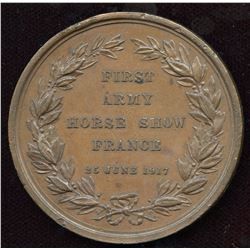 FIRST
ARMY
HORSE SHOW
FRANCE
25 JUNE 1917